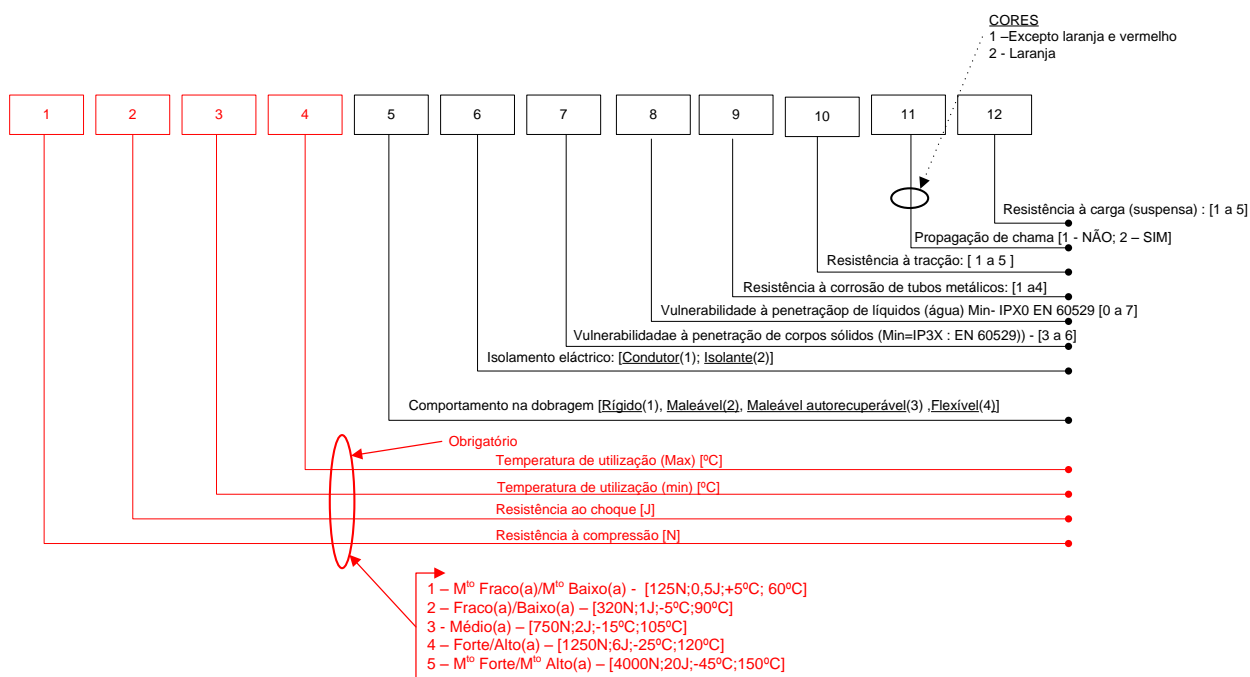 CORES
1 –Excepto laranja e vermelho
2 - Laranja
1 2 3 4 5 6 7 8 9 10 11 12
Resistência à carga (suspensa) : [1 a 5]
Propagação de chama [1 - NÃO; 2 – SIM]
Resistência à tracção: [ 1 a 5 ]
Resistência à corrosão de tubos metálicos: [1 a4]
Vulnerabilidade à penetraçãop de líquidos (água) Min- IPX0 EN 60529 [0 a 7]
Vulnerabilidadae à penetração de corpos sólidos (Min=IP3X : EN 60529)) - [3 a 6]
Isolamento eláctrico: [Condutor(1); Isolante(2)]
Comportamento na dobragem [Rígido(1), Maleável(2), Maleável autorecuperável(3) ,Flexível(4)]
Obrigatório
Temperatura de utilização (Max) [ºC]
Temperatura de utilização (min) [ºC]
Resistência ao choque [J]
Resistência à compressão [N]
1 – Mto Fraco(a)/Mto Baixo(a) - [125N;0,5J;+5ºC; 60ºC]
2 – Fraco(a)/Baixo(a) – [320N;1J;-5ºC;90ºC]
3 - Médio(a) – [750N;2J;-15ºC;105ºC]
4 – Forte/Alto(a) – [1250N;6J;-25ºC;120ºC]
5 – Mto Forte/Mto Alto(a) – [4000N;20J;-45ºC;150ºC]